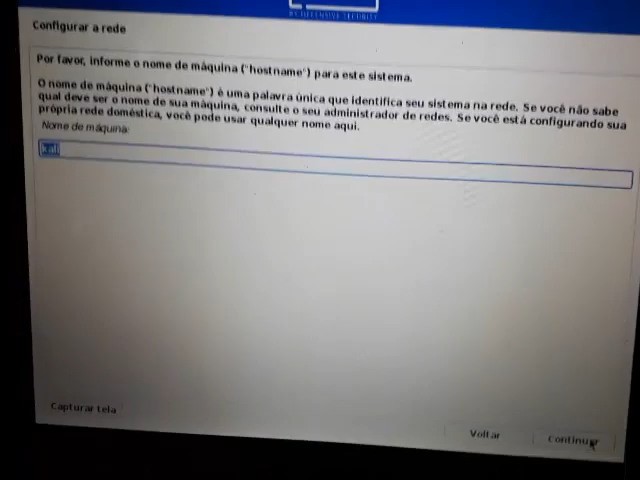 BY OFFENSIVE SECURITY
Configurar a rede
Por favor, informe o nome de máquina ("hostname") para este sistema.
O nome de máquina ("hostname") é uma palavra única que identifica seu sistema na rede. Se você não sabe
qual deve ser o nome de sua máquina, consulte o seu administrador de redes. Se você está configurando sua
própria rede doméstica, você pode usar qualquer nome aqui.
Nome de máquina:
kali
Capturar tela
Voltar
Continuar